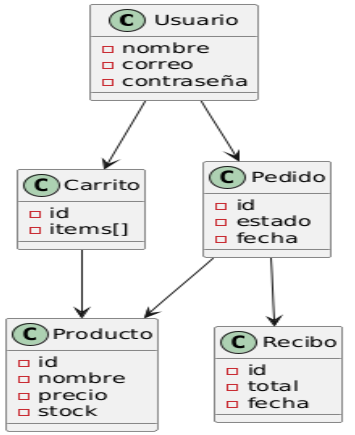 C Usuario
nombre
correo
contraseña
C Carrito
id
items[]
C Pedido
id
estado
fecha
C Producto
id
nombre
precio
stock
C Recibo
id
total
fecha